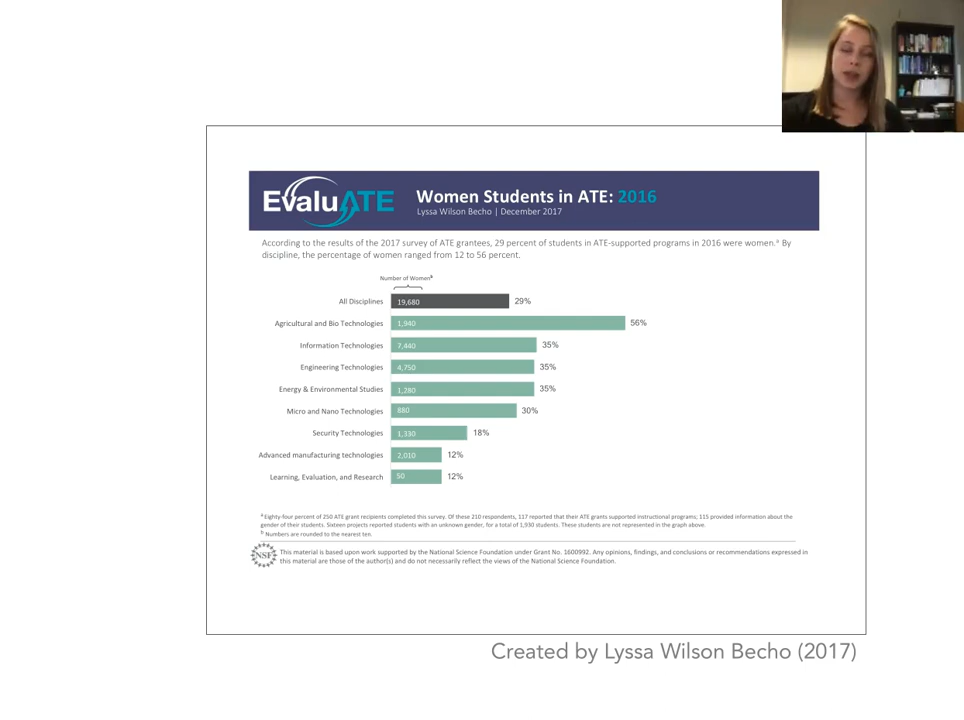 EvaluATE
Women Students in ATE: 2016
Lyssa Wilson Becho | December 2017
According to the results of the 2017 survey of ATE grantees, 29 percent of students in ATE-supported programs in 2016 were women.ᵃ By
discipline, the percentage of women ranged from 12 to 56 percent.
Number of Womenᵇ
All Disciplines 19,680 29%
Agricultural and Bio Technologies 1,940 56%
Information Technologies 7,440 35%
Engineering Technologies 4,750 35%
Energy & Environmental Studies 1,280 35%
Micro and Nano Technologies 880 30%
Security Technologies 1,330 18%
Advanced manufacturing technologies 2,010 12%
Learning, Evaluation, and Research 50 12%
ᵃ Eighty-four percent of 250 ATE grant recipients completed this survey. Of these 210 respondents, 117 reported that their ATE grants supported instructional programs; 115 provided information about the
gender of their students. Sixteen projects reported students with an unknown gender, for a total of 1,930 students. These students are not represented in the graph above.
ᵇ Numbers are rounded to the nearest ten.
NSF
This material is based upon work supported by the National Science Foundation under Grant No. 1600992. Any opinions, findings, and conclusions or recommendations expressed in
this material are those of the author(s) and do not necessarily reflect the views of the National Science Foundation.
Created by Lyssa Wilson Becho (2017)